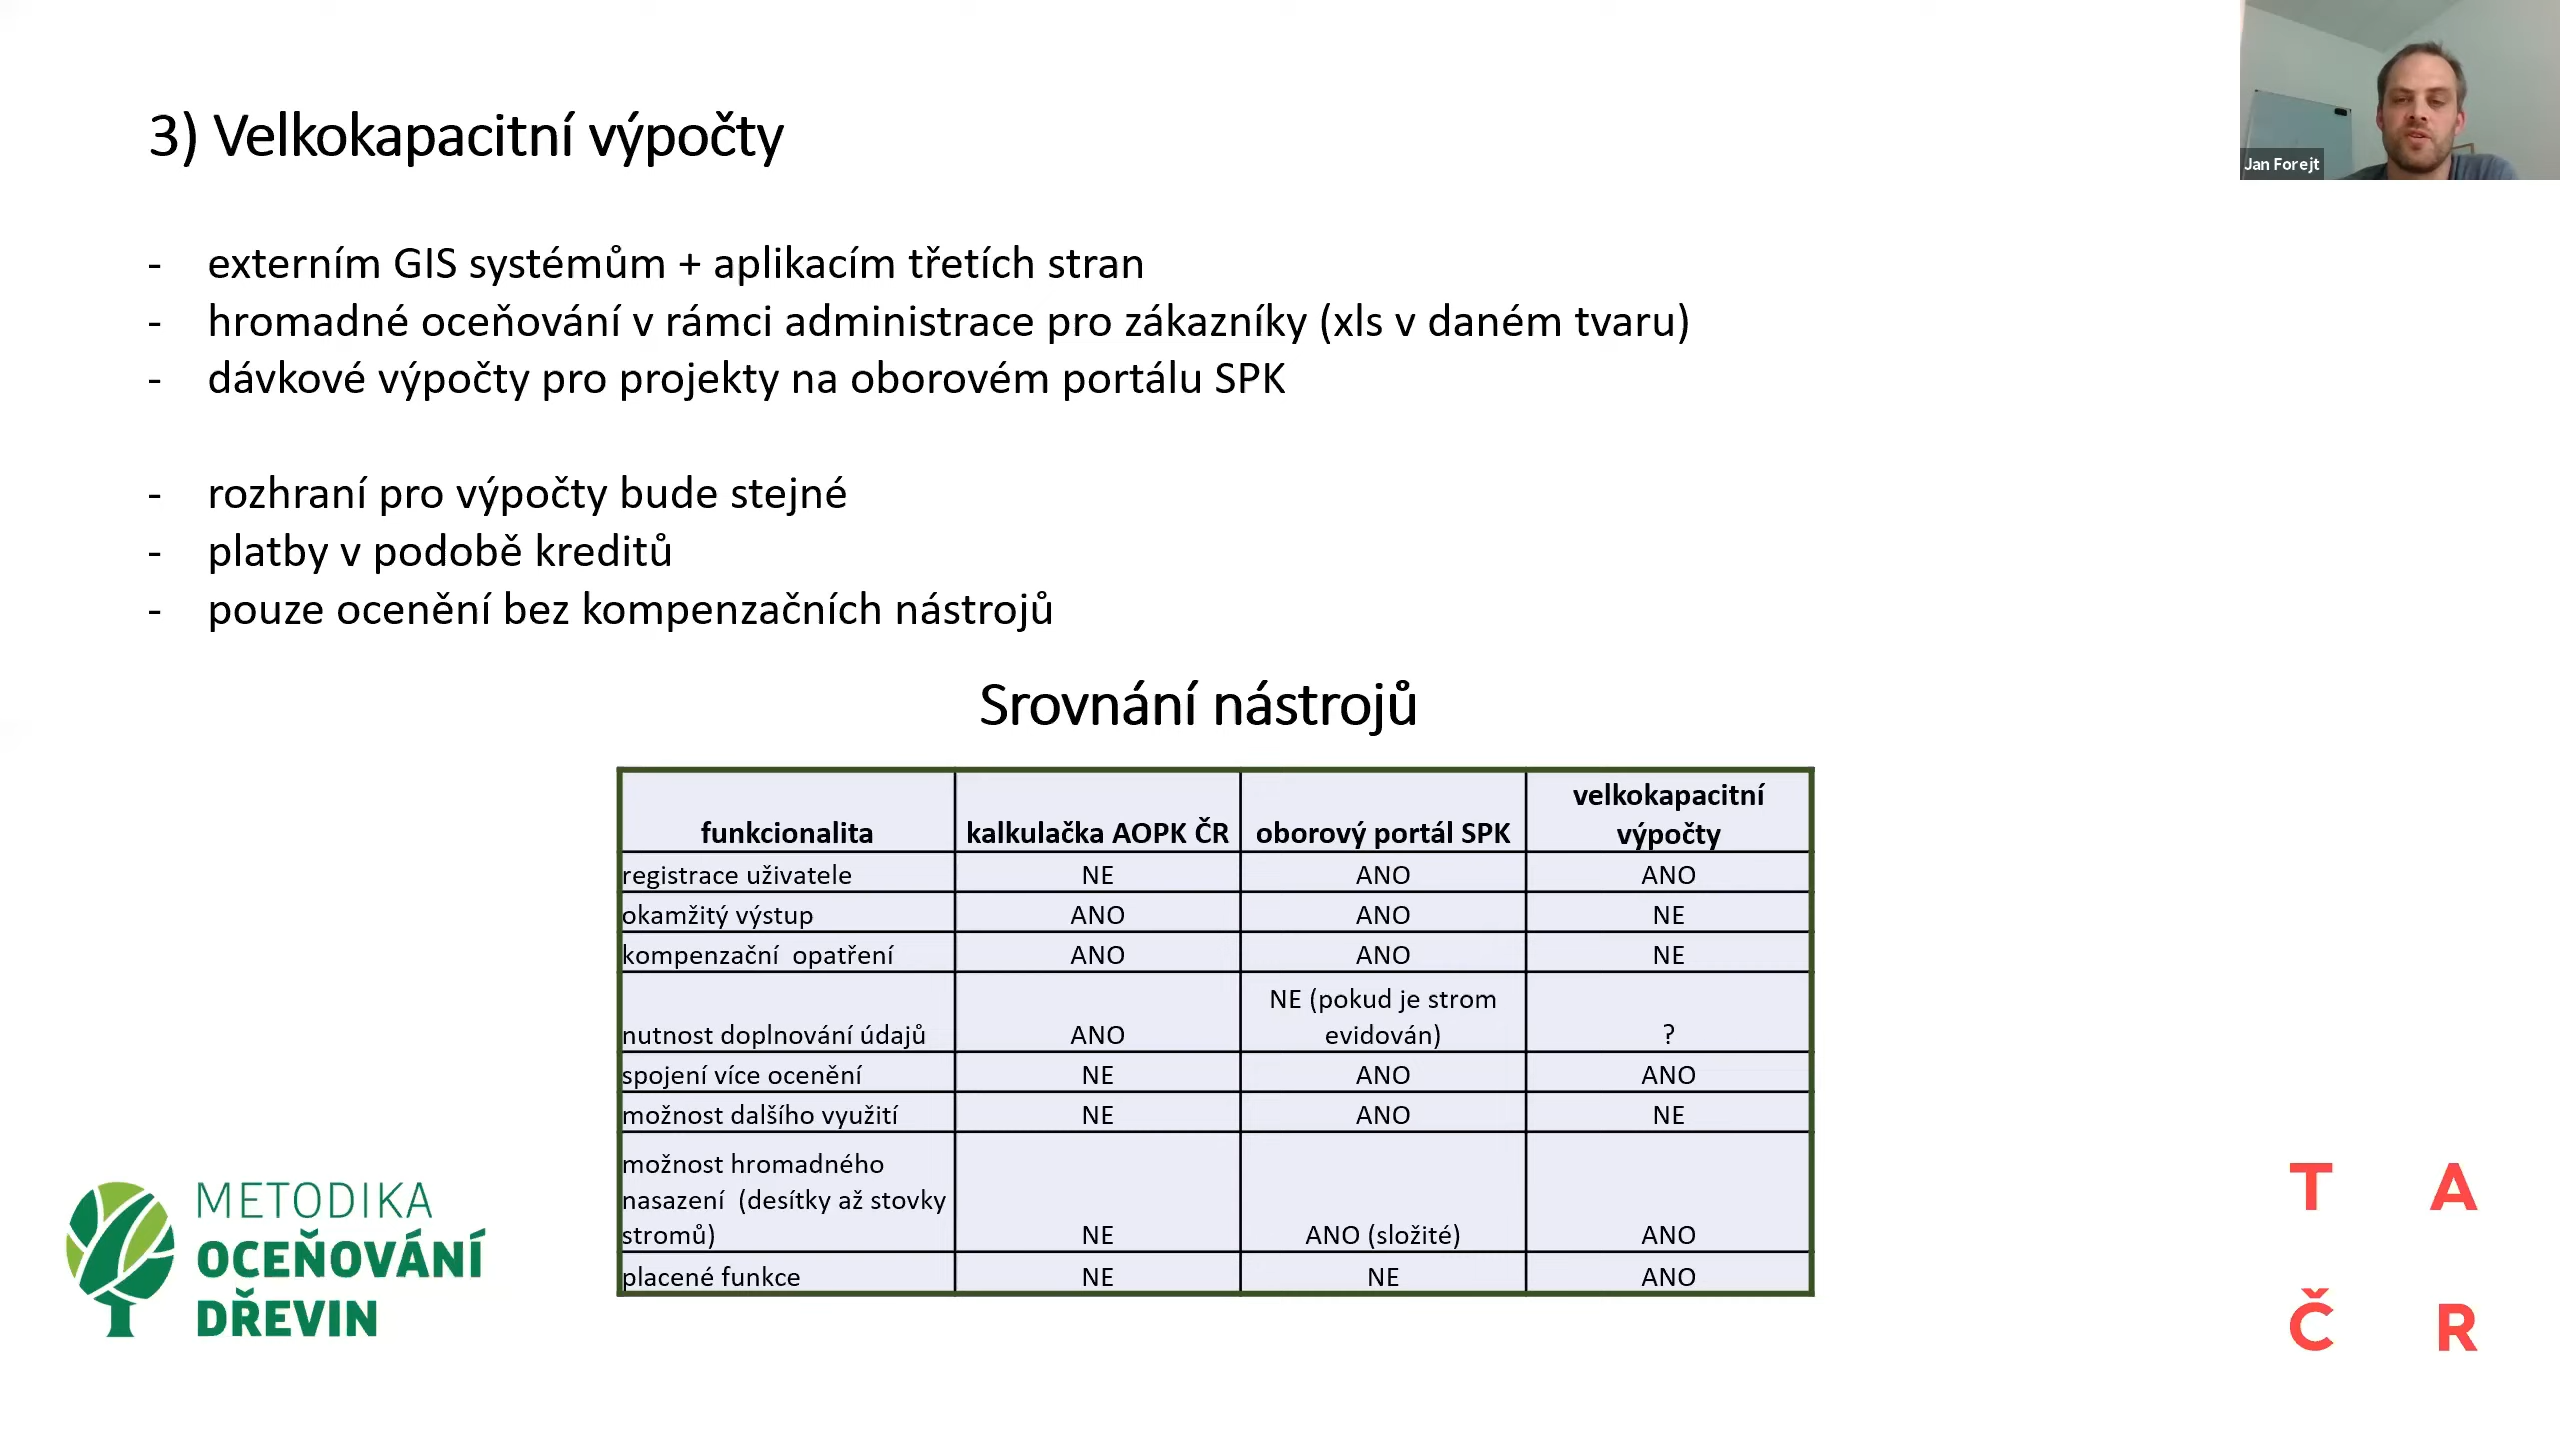 3) Velkokapacitní výpočty
Jan Forejt
- externím GIS systémům + aplikacím třetích stran
- hromadné oceňování v rámci administrace pro zákazníky (xls v daném tvaru)
- dávkové výpočty pro projekty na oborovém portálu SPK
- rozhraní pro výpočty bude stejné
- platby v podobě kreditů
- pouze ocenění bez kompenzačních nástrojů
Srovnání nástrojů
funkcionalita kalkulačka AOPK ČR oborový portál SPK velkokapacitní
výpočty
registrace uživatele NE ANO ANO
okamžitý výstup ANO ANO NE
kompenzační  opatření ANO ANO NE
nutnost doplnování údajů ANO NE (pokud je strom
evidován) ?
spojení více ocenění NE ANO ANO
možnost dalšího využití NE ANO NE
možnost hromadného
nasazení  (desítky až stovky
stromů) NE ANO (složité) ANO
placené funkce NE NE ANO
METODIKA
OCEŇOVÁNÍ
DŘEVIN
T A
Č R